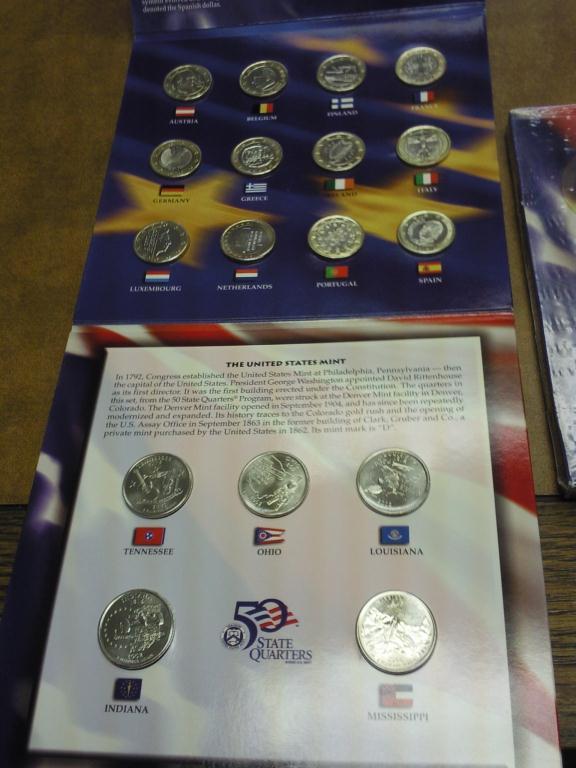 denoted the Spanish dollar.
AUSTRIA
BELGIUM
FINLAND
FRANCE
GERMANY
GREECE
IRELAND
ITALY
LUXEMBOURG
NETHERLANDS
PORTUGAL
SPAIN
THE UNITED STATES MINT
In 1792, Congress established the United States Mint at Philadelphia, Pennsylvania — then
the capital of the United States. President George Washington appointed David Rittenhouse
as its first director. It was the first building erected under the Constitution. The quarters in
this set, from the 50 State Quarters® Program, were struck at the Denver Mint facility in Denver,
Colorado. The Denver Mint facility opened in September 1904, and has since been repeatedly
modernized and expanded. Its history traces to the Colorado gold rush and the opening of
the U.S. Assay Office in September 1863 in the former building of Clark, Gruber and Co., a
private mint purchased by the United States in 1862. Its mint mark is "D".
TENNESSEE
OHIO
LOUISIANA
50
STATE
QUARTERS
INDIANA
MISSISSIPPI